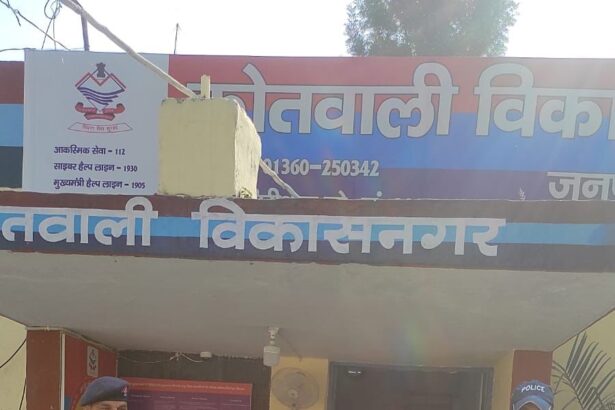 कोतवाली विका
आकस्मिक सेवा - 112
साइबर हैल्प लाइन - 1930
मुख्यमंत्री हैल्प लाइन - 1905
01360-250342
जन
तवाली विकासनगर
POLICE